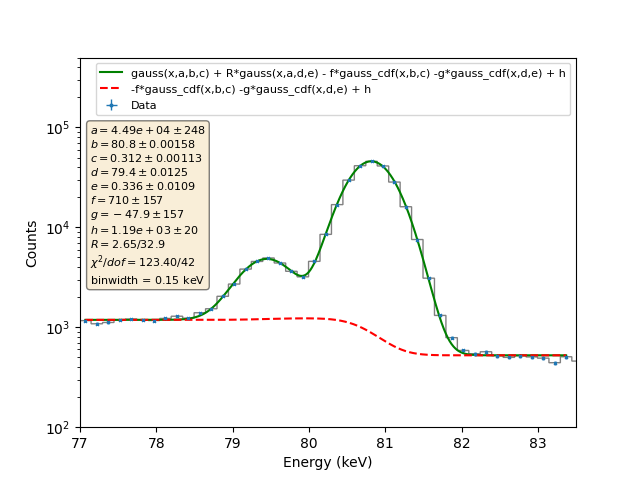 gauss(x,a,b,c) + R*gauss(x,a,d,e) - f*gauss_cdf(x,b,c) -g*gauss_cdf(x,d,e) + h
-f*gauss_cdf(x,b,c) -g*gauss_cdf(x,d,e) + h
Data
a = 4.49e + 04 ± 248
b = 80.8 ± 0.00158
c = 0.312 ± 0.00113
d = 79.4 ± 0.0125
e = 0.336 ± 0.0109
f = 710 ± 157
g = − 47.9 ± 157
h = 1.19e + 03 ± 20
R = 2.65/32.9
χ²/dof = 123.40/42
binwidth = 0.15 keV
Counts
10⁵
10⁴
10³
10²
77 78 79 80 81 82 83
Energy (keV)